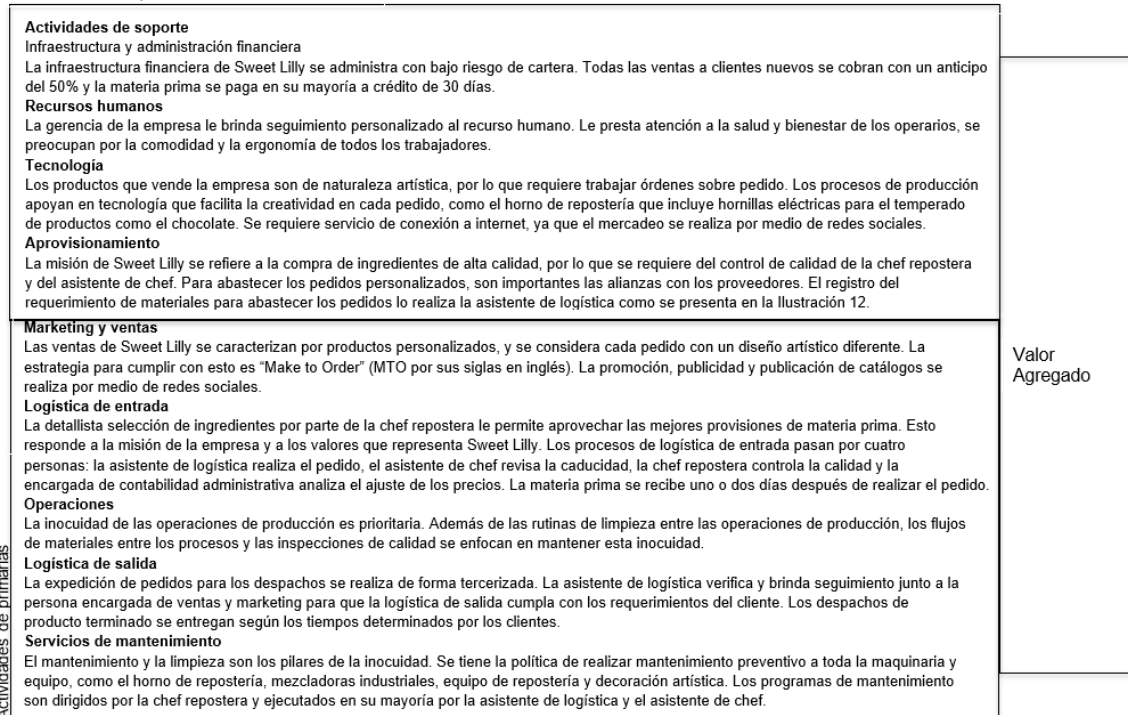 Actividades de soporte
Infraestructura y administración financiera
La infraestructura financiera de Sweet Lilly se administra con bajo riesgo de cartera. Todas las ventas a clientes nuevos se cobran con un anticipo
del 50% y la materia prima se paga en su mayoría a crédito de 30 días.
Recursos humanos
La gerencia de la empresa le brinda seguimiento personalizado al recurso humano. Le presta atención a la salud y bienestar de los operarios, se
preocupan por la comodidad y la ergonomía de todos los trabajadores.
Tecnología
Los productos que vende la empresa son de naturaleza artística, por lo que requiere trabajar órdenes sobre pedido. Los procesos de producción
apoyan en tecnología que facilita la creatividad en cada pedido, como el horno de repostería que incluye hornillas eléctricas para el temperado
de productos como el chocolate. Se requiere servicio de conexión a internet, ya que el mercadeo se realiza por medio de redes sociales.
Aprovisionamiento
La misión de Sweet Lilly se refiere a la compra de ingredientes de alta calidad, por lo que se requiere del control de calidad de la chef repostera
y del asistente de chef. Para abastecer los pedidos personalizados, son importantes las alianzas con los proveedores. El registro del
requerimiento de materiales para abastecer los pedidos lo realiza la asistente de logística como se presenta en la Ilustración 12.
Marketing y ventas
Las ventas de Sweet Lilly se caracterizan por productos personalizados, y se considera cada pedido con un diseño artístico diferente. La
estrategia para cumplir con esto es “Make to Order” (MTO por sus siglas en inglés). La promoción, publicidad y publicación de catálogos se
realiza por medio de redes sociales.
Logística de entrada
La detallista selección de ingredientes por parte de la chef repostera le permite aprovechar las mejores provisiones de materia prima. Esto
responde a la misión de la empresa y a los valores que representa Sweet Lilly. Los procesos de logística de entrada pasan por cuatro
personas: la asistente de logística realiza el pedido, el asistente de chef revisa la caducidad, la chef repostera controla la calidad y la
encargada de contabilidad administrativa analiza el ajuste de los precios. La materia prima se recibe uno o dos días después de realizar el pedido.
Operaciones
La inocuidad de las operaciones de producción es prioritaria. Además de las rutinas de limpieza entre las operaciones de producción, los flujos
de materiales entre los procesos y las inspecciones de calidad se enfocan en mantener esta inocuidad.
Logística de salida
La expedición de pedidos para los despachos se realiza de forma tercerizada. La asistente de logística verifica y brinda seguimiento junto a la
persona encargada de ventas y marketing para que la logística de salida cumpla con los requerimientos del cliente. Los despachos de
producto terminado se entregan según los tiempos determinados por los clientes.
Servicios de mantenimiento
El mantenimiento y la limpieza son los pilares de la inocuidad. Se tiene la política de realizar mantenimiento preventivo a toda la maquinaria y
equipo, como el horno de repostería, mezcladoras industriales, equipo de repostería y decoración artística. Los programas de mantenimiento
son dirigidos por la chef repostera y ejecutados en su mayoría por la asistente de logística y el asistente de chef.
Actividades de primarias
Valor
Agregado